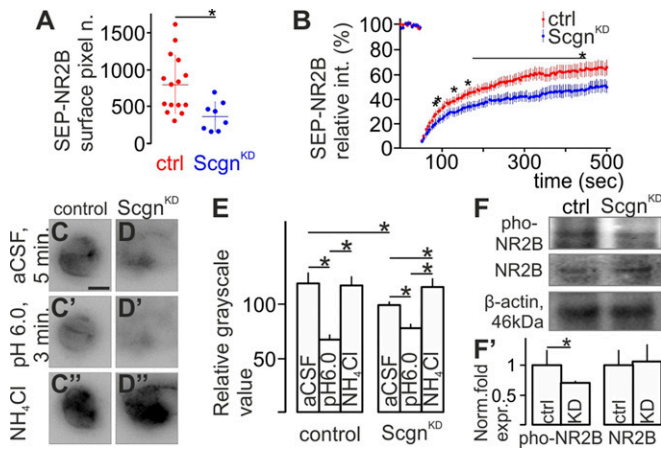 A
SEP-NR2B
surface pixel n.
1500
1000
500
0
*
ctrl
Scgn^KD
B
SEP-NR2B
relative int. (%)
100
80
60
40
20
*
* *
*
*
ctrl
Scgn^KD
100
300
500
time (sec)
control
Scgn^KD
aCSF,
5 min.
C
D
pH 6.0,
3 min.
C'
D'
NH₄Cl
C''
D''
E
Relative grayscale
value
100
50
*
* *
*
* *
aCSF
pH6.0
NH₄Cl
aCSF
pH6.0
NH₄Cl
control
Scgn^KD
F
ctrl
Scgn^KD
pho-
NR2B
NR2B
β-actin,
46kDa
F'
Norm.fold
expr.
1
0.5
*
ctrl
KD
ctrl
KD
pho-NR2B
NR2B